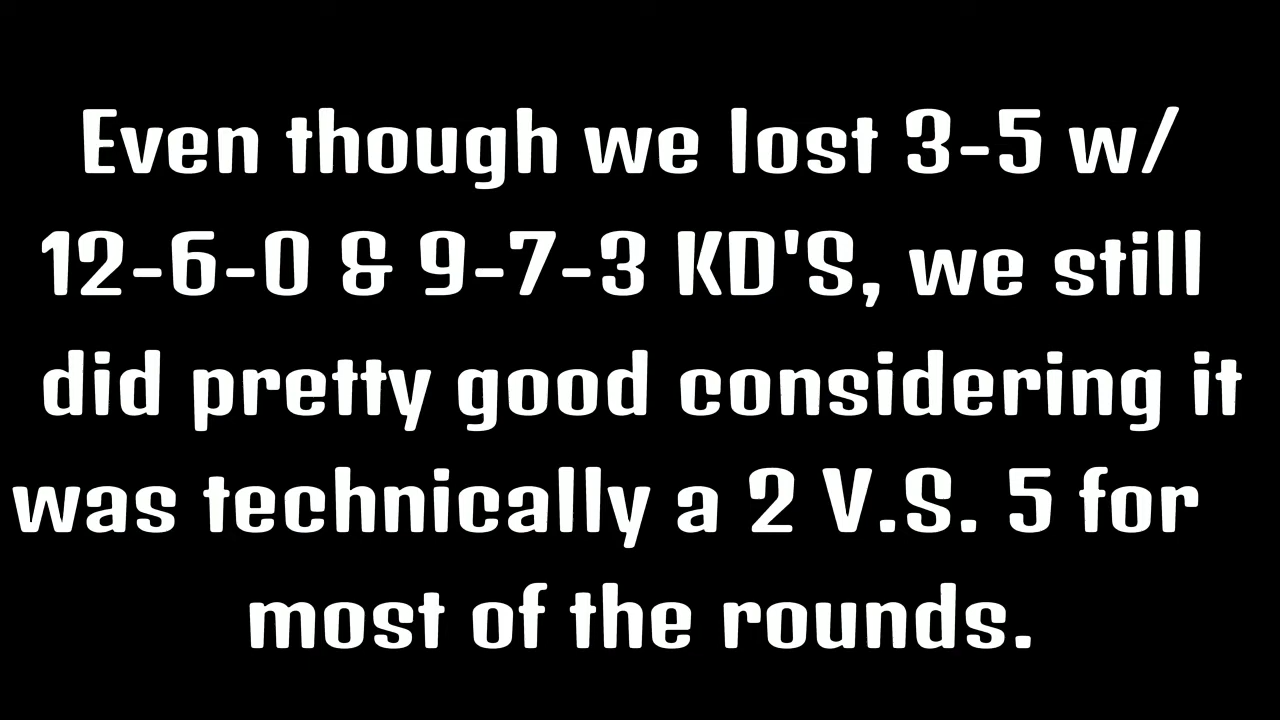 Even though we lost 3-5 w/
12-6-0 & 9-7-3 KD'S, we still
did pretty good considering it
was technically a 2 V.S. 5 for
most of the rounds.